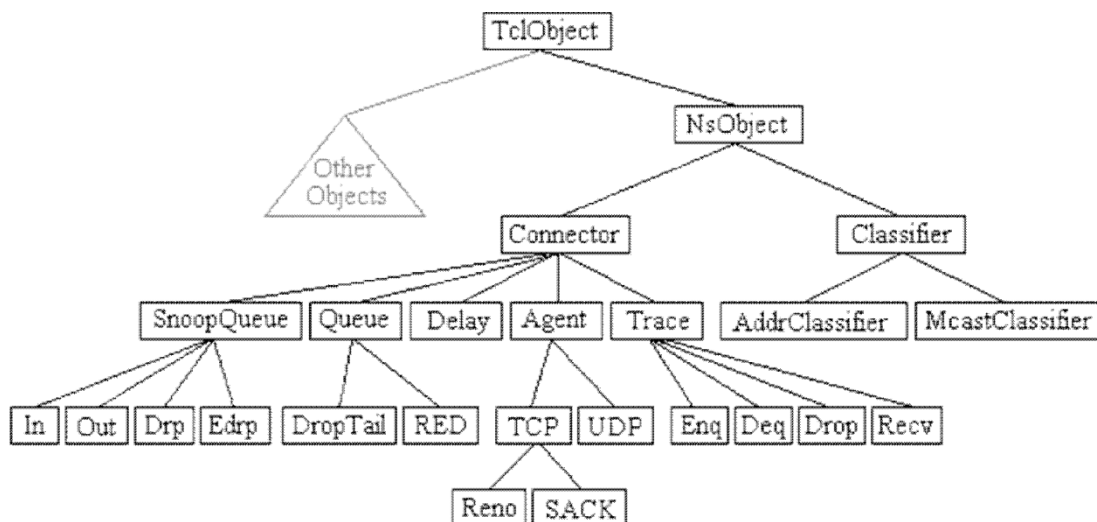 TclObject
NsObject
Other
Objects
Connector
Classifier
SnoopQueue
Queue
Delay
Agent
Trace
AddrClassifier
McastClassifier
In
Out
Drp
Edrp
DropTail
RED
TCP
UDP
Enq
Deq
Drop
Recv
Reno
SACK